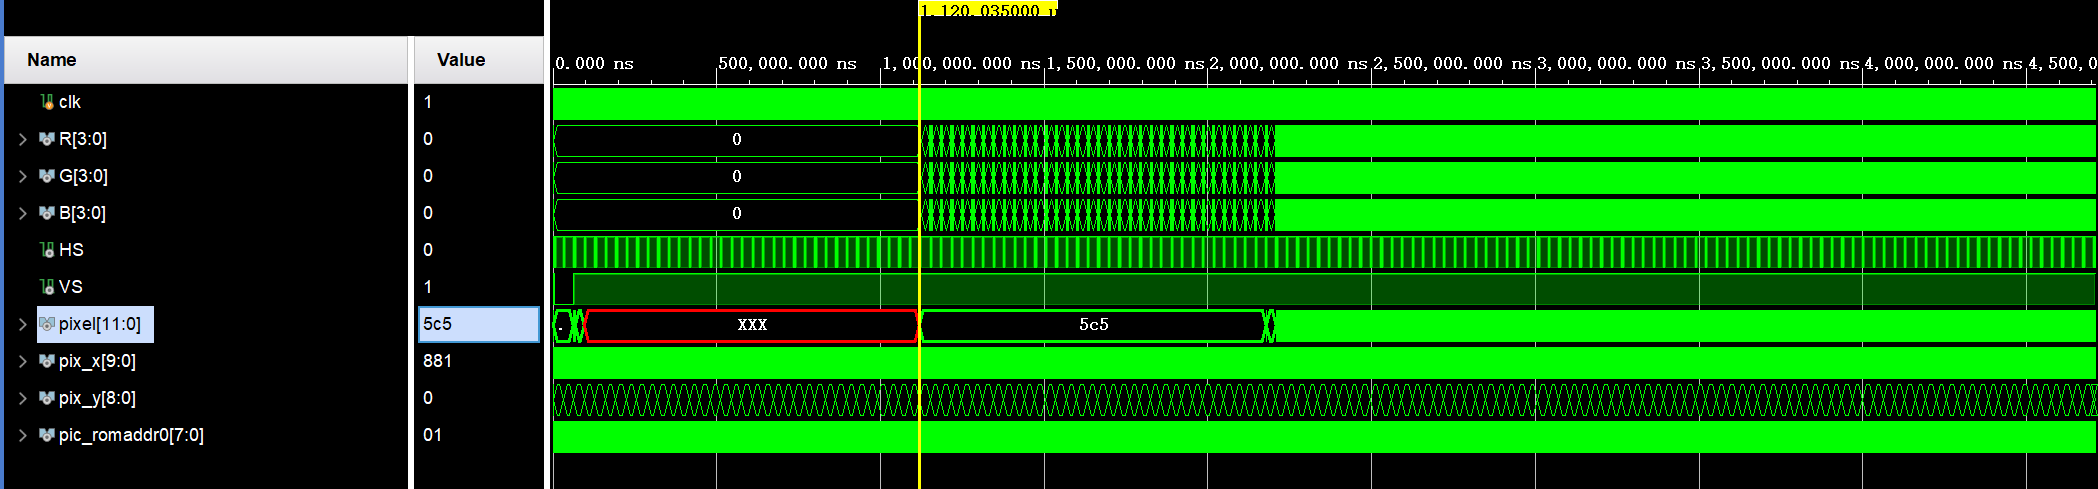 1,120.035000 u
Name Value
0.000 ns 500,000.000 ns 1,000,000.000 ns 1,500,000.000 ns 2,000,000.000 ns 2,500,000.000 ns 3,000,000.000 ns 3,500,000.000 ns 4,000,000.000 ns 4,500,0
clk 1
R[3:0] 0 0
G[3:0] 0 0
B[3:0] 0 0
HS 0
VS 1
pixel[11:0] 5c5 . XXX 5c5
pix_x[9:0] 881
pix_y[8:0] 0
pic_romaddr0[7:0] 01